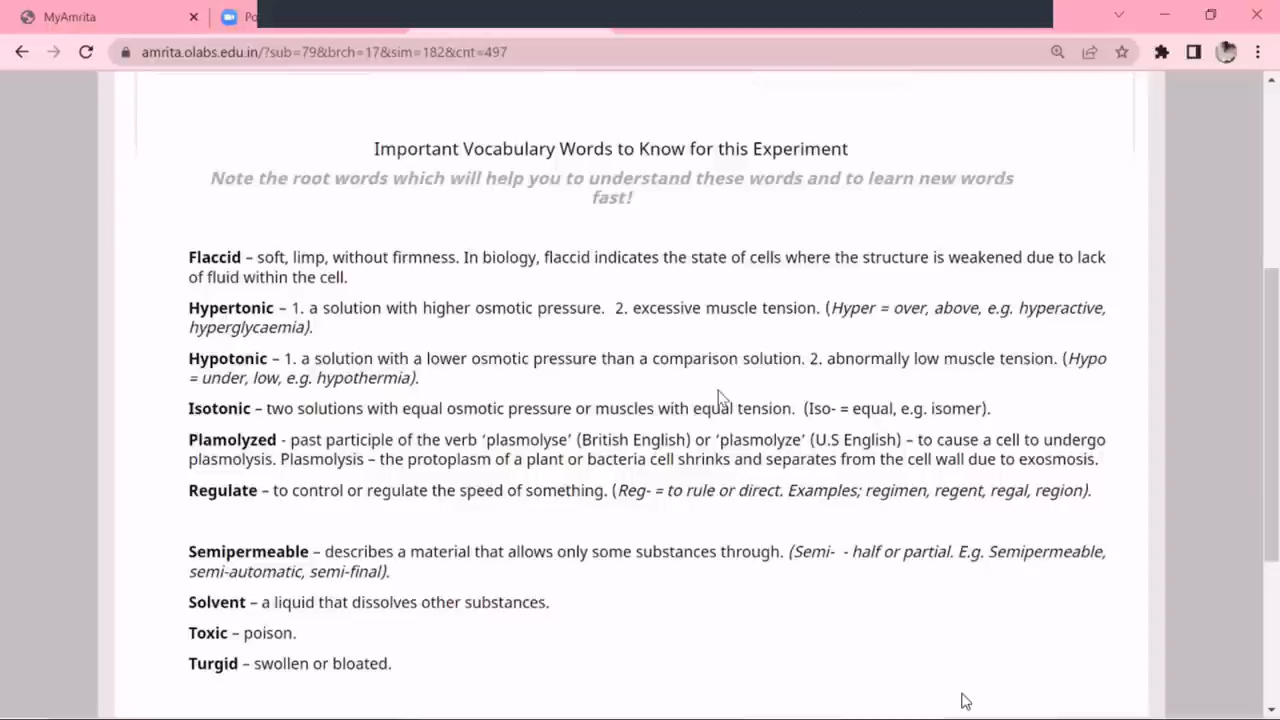 MyAmrita
Po
amrita.olabs.edu.in/?sub=79&brch=17&sim=182&cnt=497
Important Vocabulary Words to Know for this Experiment
Note the root words which will help you to understand these words and to learn new words
fast!
Flaccid – soft, limp, without firmness. In biology, flaccid indicates the state of cells where the structure is weakened due to lack
of fluid within the cell.
Hypertonic – 1. a solution with higher osmotic pressure.  2. excessive muscle tension. (Hyper = over, above, e.g. hyperactive,
hyperglycaemia).
Hypotonic – 1. a solution with a lower osmotic pressure than a comparison solution. 2. abnormally low muscle tension. (Hypo
= under, low, e.g. hypothermia).
Isotonic – two solutions with equal osmotic pressure or muscles with equal tension.  (Iso- = equal, e.g. isomer).
Plamolyzed - past participle of the verb ‘plasmolyse’ (British English) or ‘plasmolyze’ (U.S English) – to cause a cell to undergo
plasmolysis. Plasmolysis – the protoplasm of a plant or bacteria cell shrinks and separates from the cell wall due to exosmosis.
Regulate – to control or regulate the speed of something. (Reg- = to rule or direct. Examples; regimen, regent, regal, region).
Semipermeable – describes a material that allows only some substances through. (Semi-  - half or partial. E.g. Semipermeable,
semi-automatic, semi-final).
Solvent – a liquid that dissolves other substances.
Toxic – poison.
Turgid – swollen or bloated.